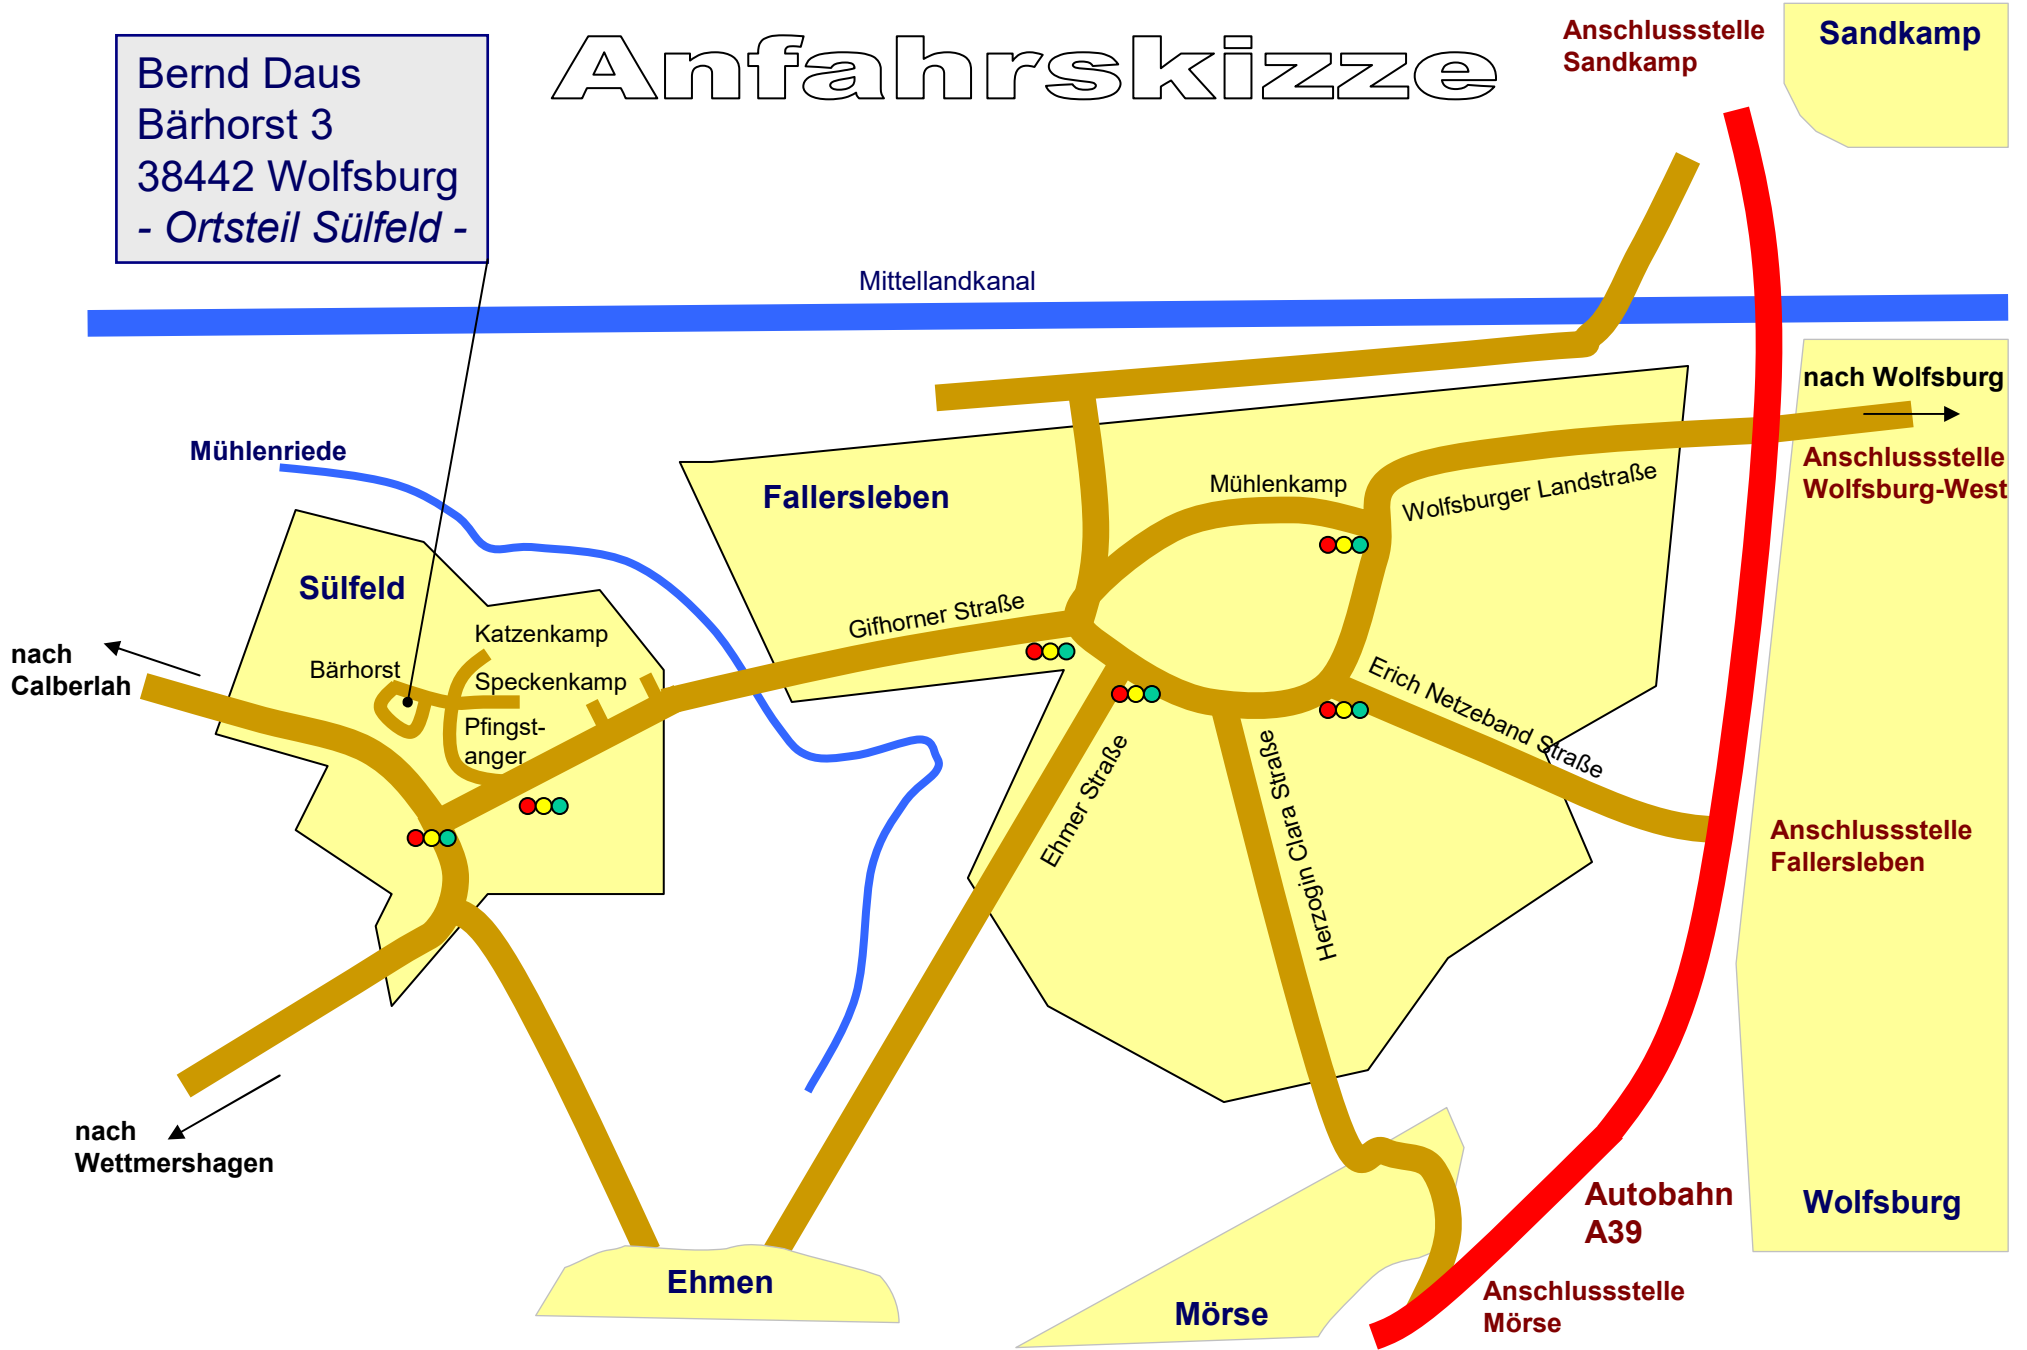 Anfahrskizze
Bernd Daus
Bärhorst 3
38442 Wolfsburg
- Ortsteil Sülfeld -
Anschlussstelle
Sandkamp
Sandkamp
Mittellandkanal
nach Wolfsburg
Anschlussstelle
Wolfsburg-West
Mühlenriede
Fallersleben
Mühlenkamp
Wolfsburger Landstraße
Sülfeld
Gifhorner Straße
Katzenkamp
Bärhorst
Speckenkamp
Pfingst-
anger
nach
Calberlah
Erich Netzeband Straße
Ehmer Straße
Herzogin Clara Straße
Anschlussstelle
Fallersleben
nach
Wettmershagen
Autobahn
A39
Wolfsburg
Ehmen
Mörse
Anschlussstelle
Mörse